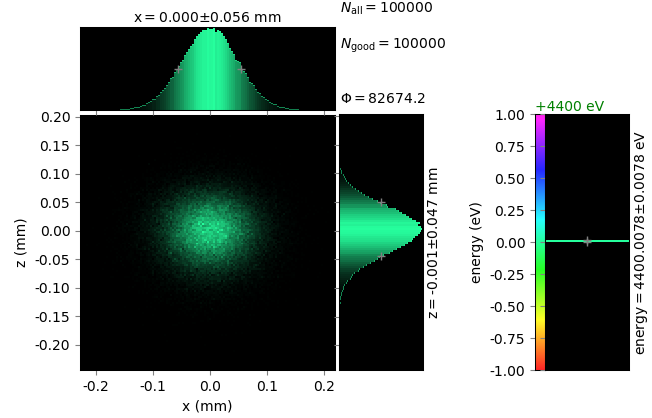 x = 0.000±0.056 mm
N_all = 100000
N_good = 100000
Φ = 82674.2
+4400 eV
0.20
0.15
0.10
0.05
0.00
-0.05
-0.10
-0.15
-0.20
z (mm)
-0.2
-0.1
0.0
0.1
0.2
x (mm)
z = -0.001±0.047 mm
1.00
0.75
0.50
0.25
0.00
-0.25
-0.50
-0.75
-1.00
energy (eV)
energy = 4400.0078±0.0078 eV